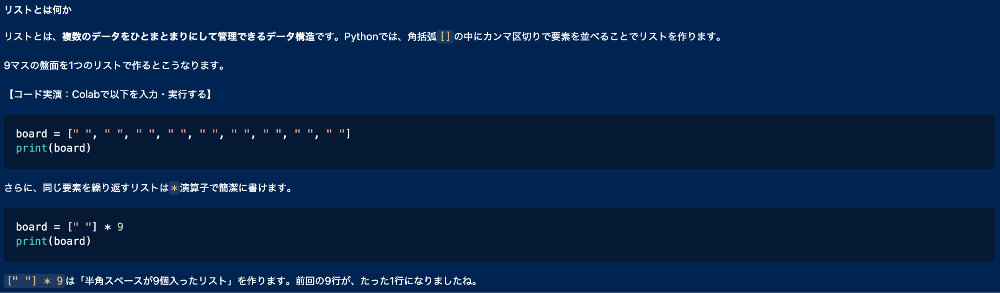 リストとは何か
リストとは、複数のデータをひとまとまりにして管理できるデータ構造です。Pythonでは、角括弧[]の中にカンマ区切りで要素を並べることでリストを作ります。
9マスの盤面を1つのリストで作るとこうなります。
【コード実演：Colabで以下を入力・実行する】
board = [" ", " ", " ", " ", " ", " ", " ", " ", " "]
print(board)
さらに、同じ要素を繰り返すリストは*演算子で簡潔に書けます。
board = [" "] * 9
print(board)
[" "] * 9は「半角スペースが9個入ったリスト」を作ります。前回の9行が、たった1行になりましたね。